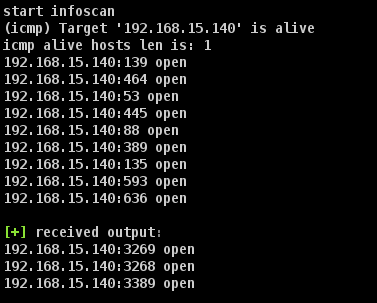 start infoscan
(icmp) Target '192.168.15.140' is alive
icmp alive hosts len is: 1
192.168.15.140:139 open
192.168.15.140:464 open
192.168.15.140:53 open
192.168.15.140:445 open
192.168.15.140:88 open
192.168.15.140:389 open
192.168.15.140:135 open
192.168.15.140:593 open
192.168.15.140:636 open
[+] received output:
192.168.15.140:3269 open
192.168.15.140:3268 open
192.168.15.140:3389 open